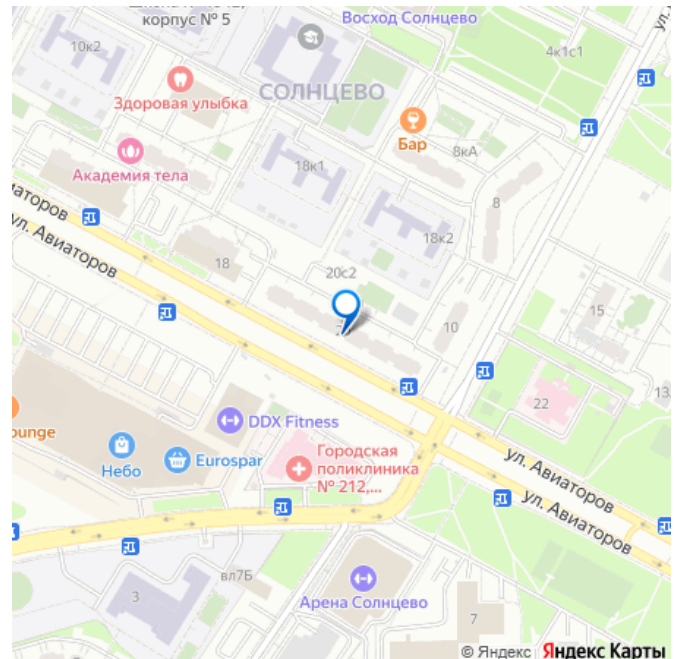 корпус № 5
Восход Солнцево
ул.
10к2
4к1с1
Здоровая улыбка
СОЛНЦЕВО
Бар
8кА
Академия тела
18к1
8
18к2
ул. Авиаторов
18
20с2
15
10
13
22
DDX Fitness
ounge
Небо
Eurospar
Городская
поликлиника
№ 212,...
ул. Авиаторов
ул. Авиаторов
вл7Б
3
Арена Солнцево
7
© Яндекс Яндекс Карты